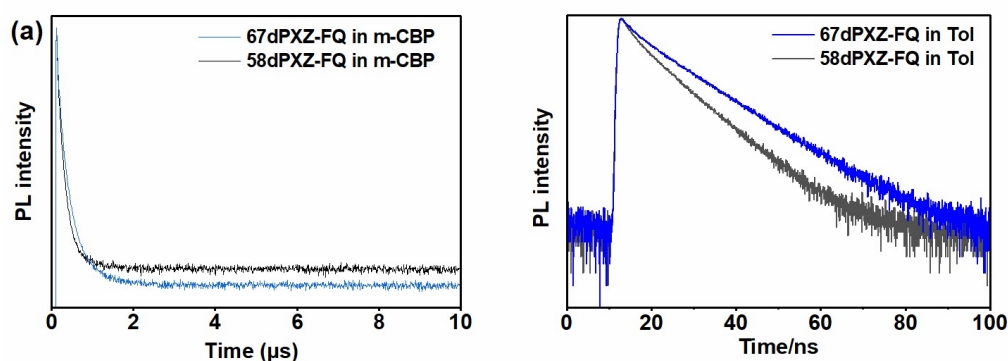 (a)
67dPXZ-FQ in m-CBP
58dPXZ-FQ in m-CBP
PL intensity
0 2 4 6 8 10
Time (μs)
67dPXZ-FQ in Tol
58dPXZ-FQ in Tol
PL intensity
0 20 40 60 80 100
Time/ns